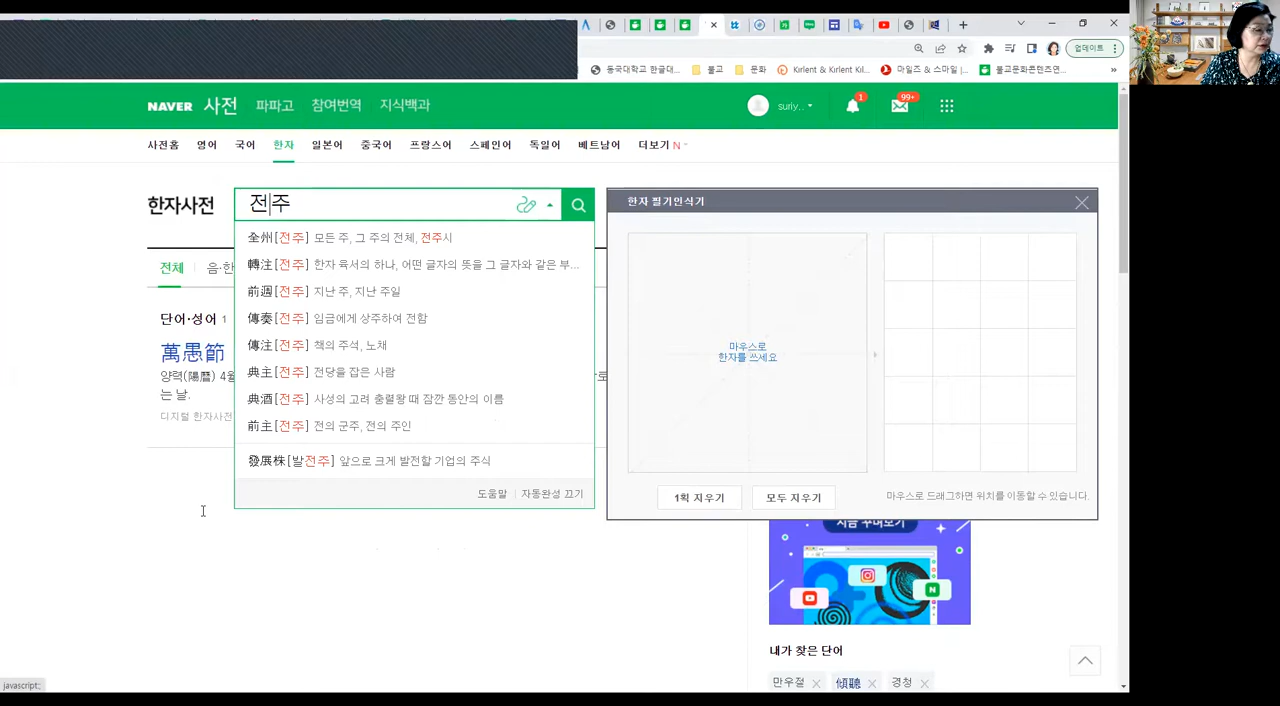 업데이트
동국대학교 한글대...
불교
문화
Kırlent & Kırlent Kıl...
마일즈 & 스마일 |...
불교문화콘텐츠연...
»
NAVER 사전 파파고 참여번역 지식백과
suriy..
1
99+
사전홈 영어 국어 한자 일본어 중국어 프랑스어 스페인어 독일어 베트남어 더보기 N
한자사전
전주
한자 필기인식기
全州[전주] 모든 주, 그 주의 전체, 전주시
轉注[전주] 한자 육서의 하나, 어떤 글자의 뜻을 그 글자와 같은 부...
前週[전주] 지난 주, 지난 주일
傳奏[전주] 임금에게 상주하여 전함
傳注[전주] 책의 주석, 노채
典主[전주] 전당을 잡은 사람
典酒[전주] 사성의 고려 충렬왕 때 잠깐 동안의 이름
前主[전주] 전의 군주, 전의 주인
發展株[발전주] 앞으로 크게 발전할 기업의 주식
도움말 | 자동완성 끄기
전체 음·한
단어·성어 1
萬愚節
양력(陽曆) 4월
로
는 날.
디지털 한자사전
마우스로
한자를 쓰세요
1획 지우기
모두 지우기
마우스로 드래그하면 위치를 이동할 수 있습니다.
지금 꾸며보기
내가 찾은 단어
만우절 傾聽 경청
javascript:;